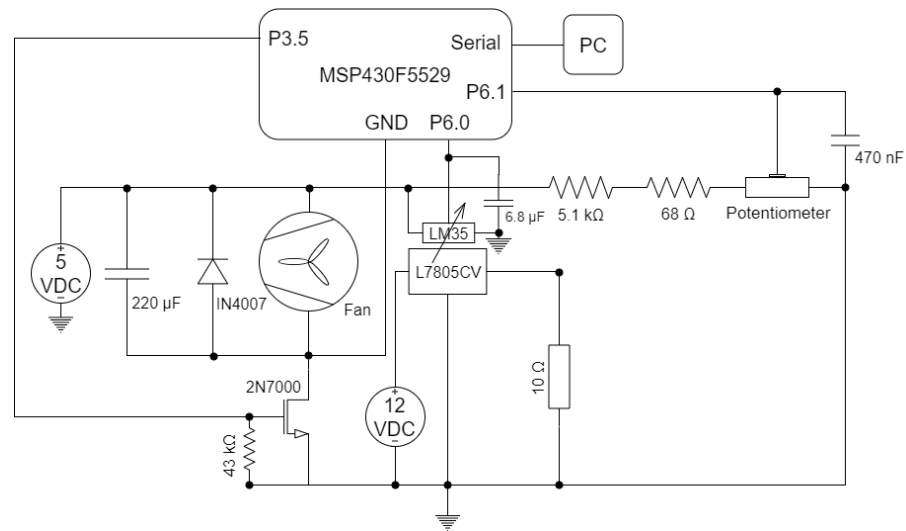 P3.5
Serial
PC
MSP430F5529
P6.1
GND
P6.0
470 nF
6.8 µF
5.1 kΩ
68 Ω
Potentiometer
LM35
5
VDC
220 µF
IN4007
Fan
L7805CV
2N7000
12
VDC
10 Ω
43 kΩ
+
−
+
−